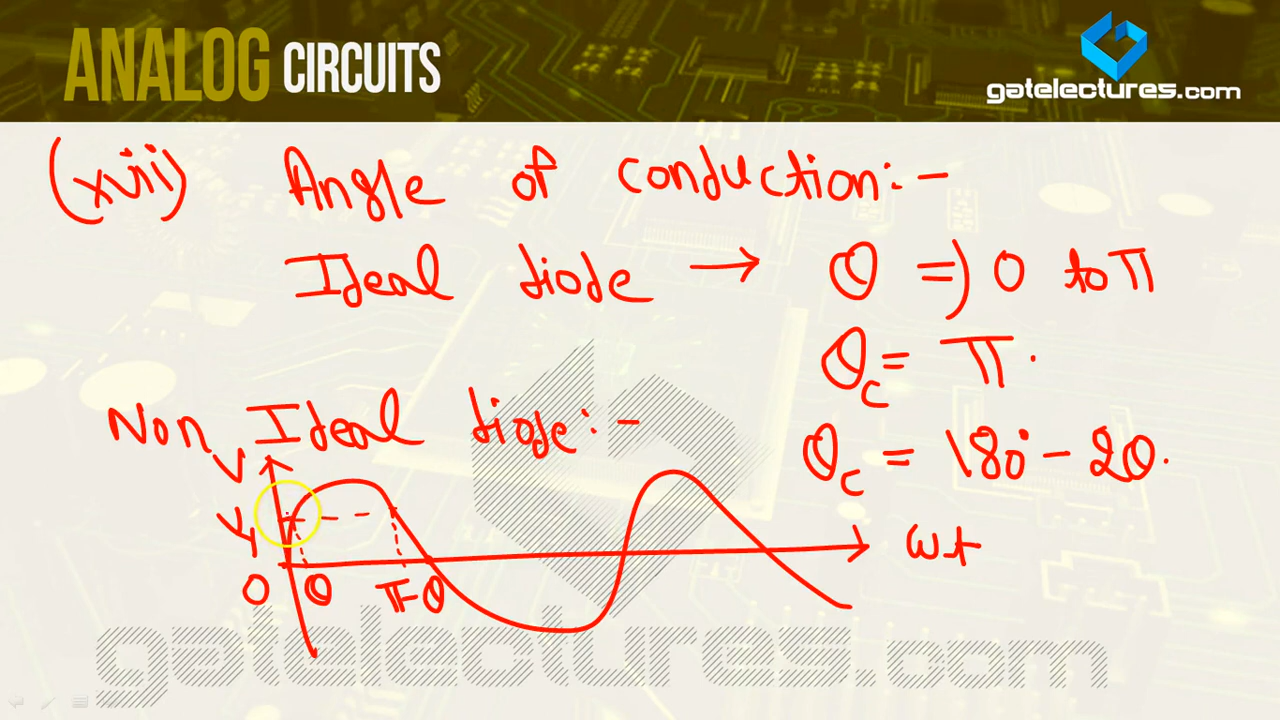 ANALOG CIRCUITS
gatelectures.com
(xvii) Angle of conduction:-
Ideal diode → θ ⇒ 0 to π
θc = π.
Non Ideal diode:-
θc = 180° - 2θ.
V
Vγ
ωt
0 θ π-θ
gatelectures.com